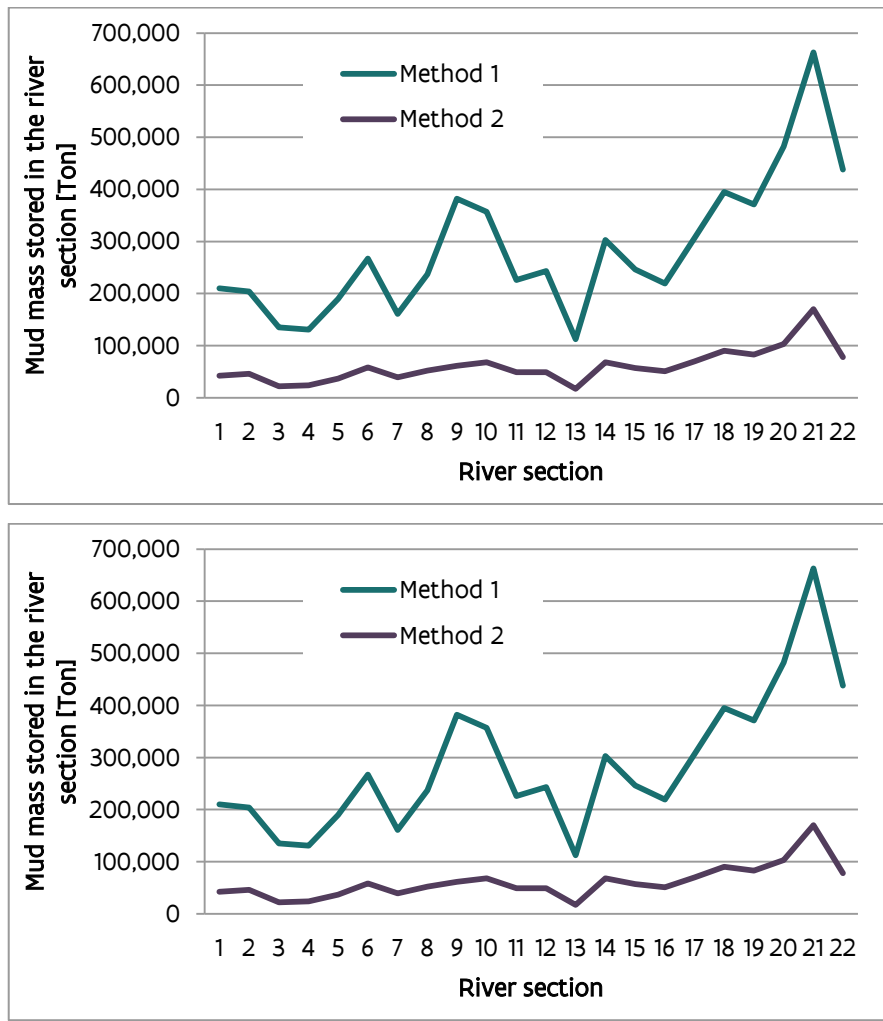 Mud mass stored in the river
section [Ton]
700,000
600,000
500,000
400,000
300,000
200,000
100,000
0
Method 1
Method 2
1 2 3 4 5 6 7 8 9 10 11 12 13 14 15 16 17 18 19 20 21 22
River section
Mud mass stored in the river
section [Ton]
700,000
600,000
500,000
400,000
300,000
200,000
100,000
0
Method 1
Method 2
1 2 3 4 5 6 7 8 9 10 11 12 13 14 15 16 17 18 19 20 21 22
River section